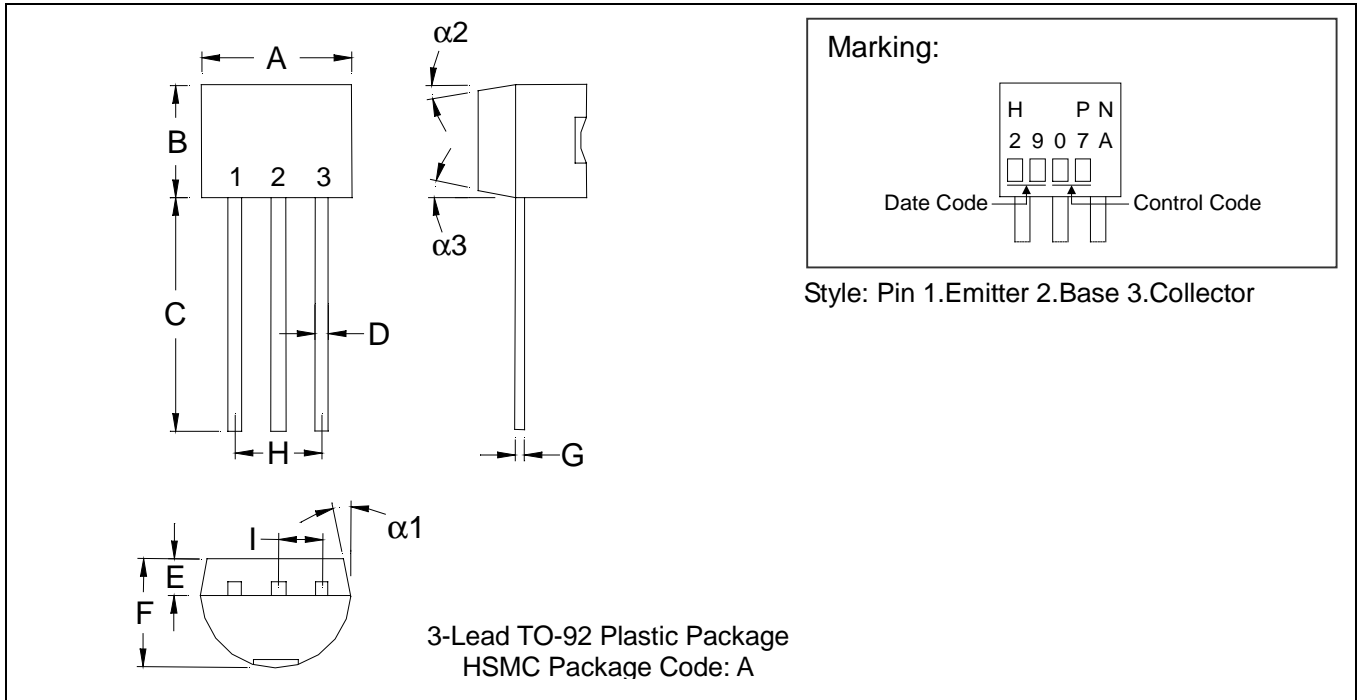 α2
A
B
1 2 3
α3
C
D
H
G
α1
I
E
F
3-Lead TO-92 Plastic Package
HSMC Package Code: A
Marking:
H P N
2 9 0 7 A
Date Code
Control Code
Style: Pin 1.Emitter 2.Base 3.Collector